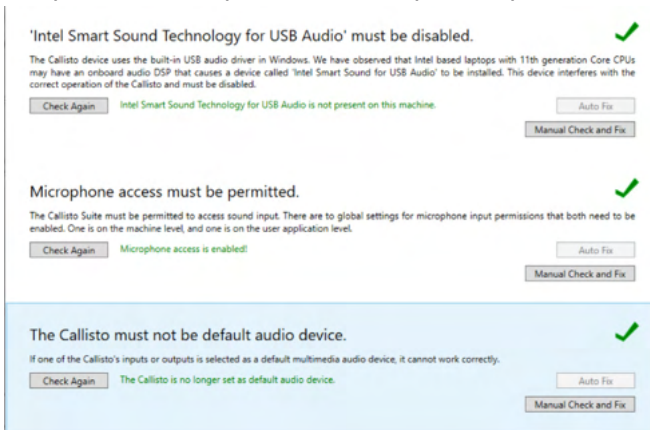 'Intel Smart Sound Technology for USB Audio' must be disabled.
The Callisto device uses the built-in USB audio driver in Windows. We have observed that Intel based laptops with 11th generation Core CPUs
may have an onboard audio DSP that causes a device called 'Intel Smart Sound for USB Audio' to be installed. This device interferes with the
correct operation of the Callisto and must be disabled.
Check Again Intel Smart Sound Technology for USB Audio is not present on this machine. Auto Fix
Manual Check and Fix
Microphone access must be permitted.
The Callisto Suite must be permitted to access sound input. There are to global settings for microphone input permissions that both need to be
enabled. One is on the machine level, and one is on the user application level.
Check Again Microphone access is enabled! Auto Fix
Manual Check and Fix
The Callisto must not be default audio device.
If one of the Callisto's inputs or outputs is selected as a default multimedia audio device, it cannot work correctly.
Check Again The Callisto is no longer set as default audio device. Auto Fix
Manual Check and Fix